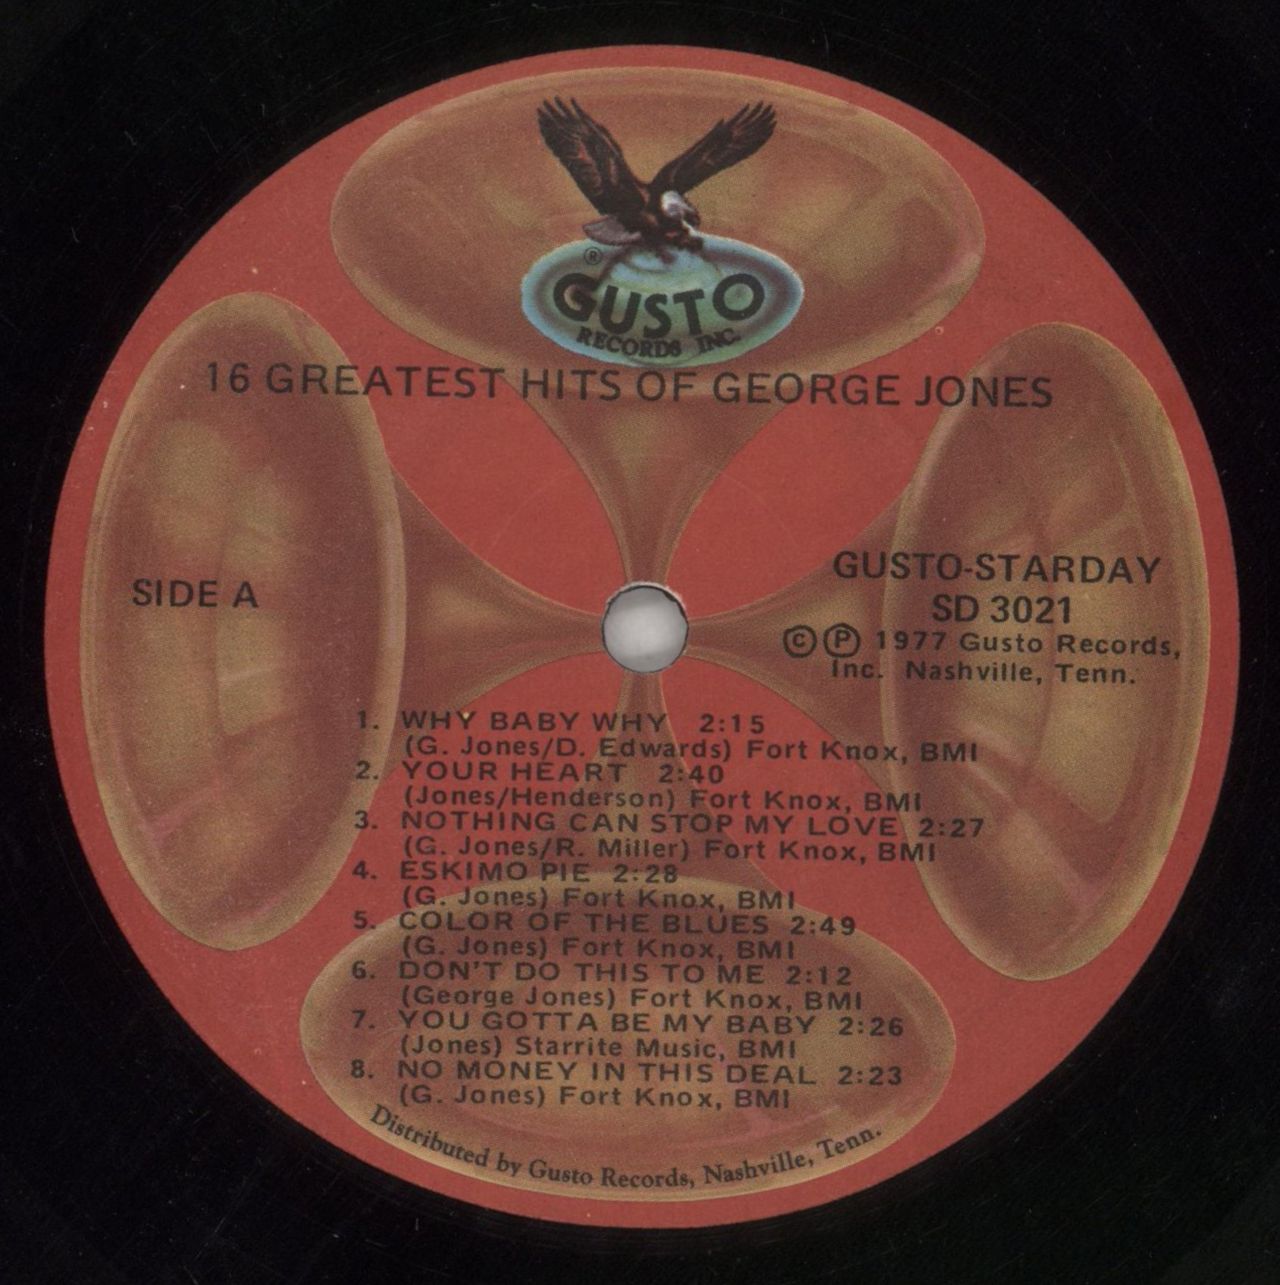 ®
GUSTO
RECORDS INC.
16 GREATEST HITS OF GEORGE JONES
SIDE A
GUSTO-STARDAY
SD 3021
©℗ 1977 Gusto Records,
Inc. Nashville, Tenn.
1. WHY BABY WHY 2:15
(G. Jones/D. Edwards) Fort Knox, BMI
2. YOUR HEART 2:40
(Jones/Henderson) Fort Knox, BMI
3. NOTHING CAN STOP MY LOVE 2:27
(G. Jones/R. Miller) Fort Knox, BMI
4. ESKIMO PIE 2:28
(G. Jones) Fort Knox, BMI
5. COLOR OF THE BLUES 2:49
(G. Jones) Fort Knox, BMI
6. DON'T DO THIS TO ME 2:12
(George Jones) Fort Knox, BMI
7. YOU GOTTA BE MY BABY 2:26
(Jones) Starrite Music, BMI
8. NO MONEY IN THIS DEAL 2:23
(G. Jones) Fort Knox, BMI
Distributed by Gusto Records, Nashville, Tenn.